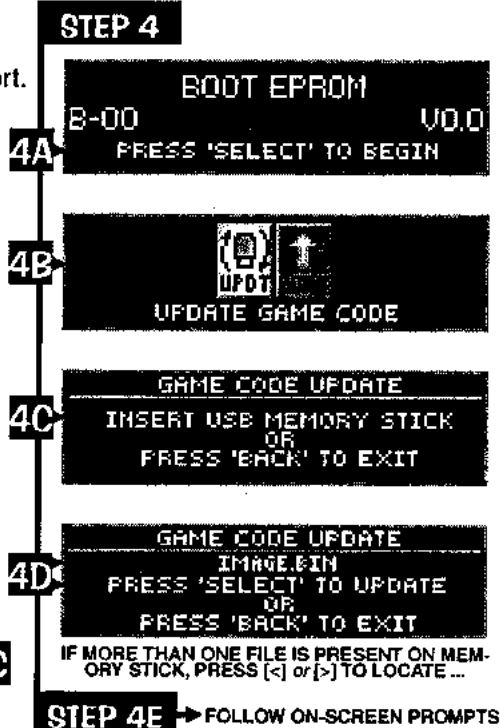 STEP 4
ort.
BOOT EPROM
B-00 V0.0
4A
PRESS 'SELECT' TO BEGIN
4B
UPDT
UPDATE GAME CODE
GAME CODE UPDATE
4C
INSERT USB MEMORY STICK
OR
PRESS 'BACK' TO EXIT
GAME CODE UPDATE
IMAGE.BIN
4D
PRESS 'SELECT' TO UPDATE
OR
PRESS 'BACK' TO EXIT
IF MORE THAN ONE FILE IS PRESENT ON MEM-
ORY STICK, PRESS [<] or [>] TO LOCATE ...
STEP 4E FOLLOW ON-SCREEN PROMPTS